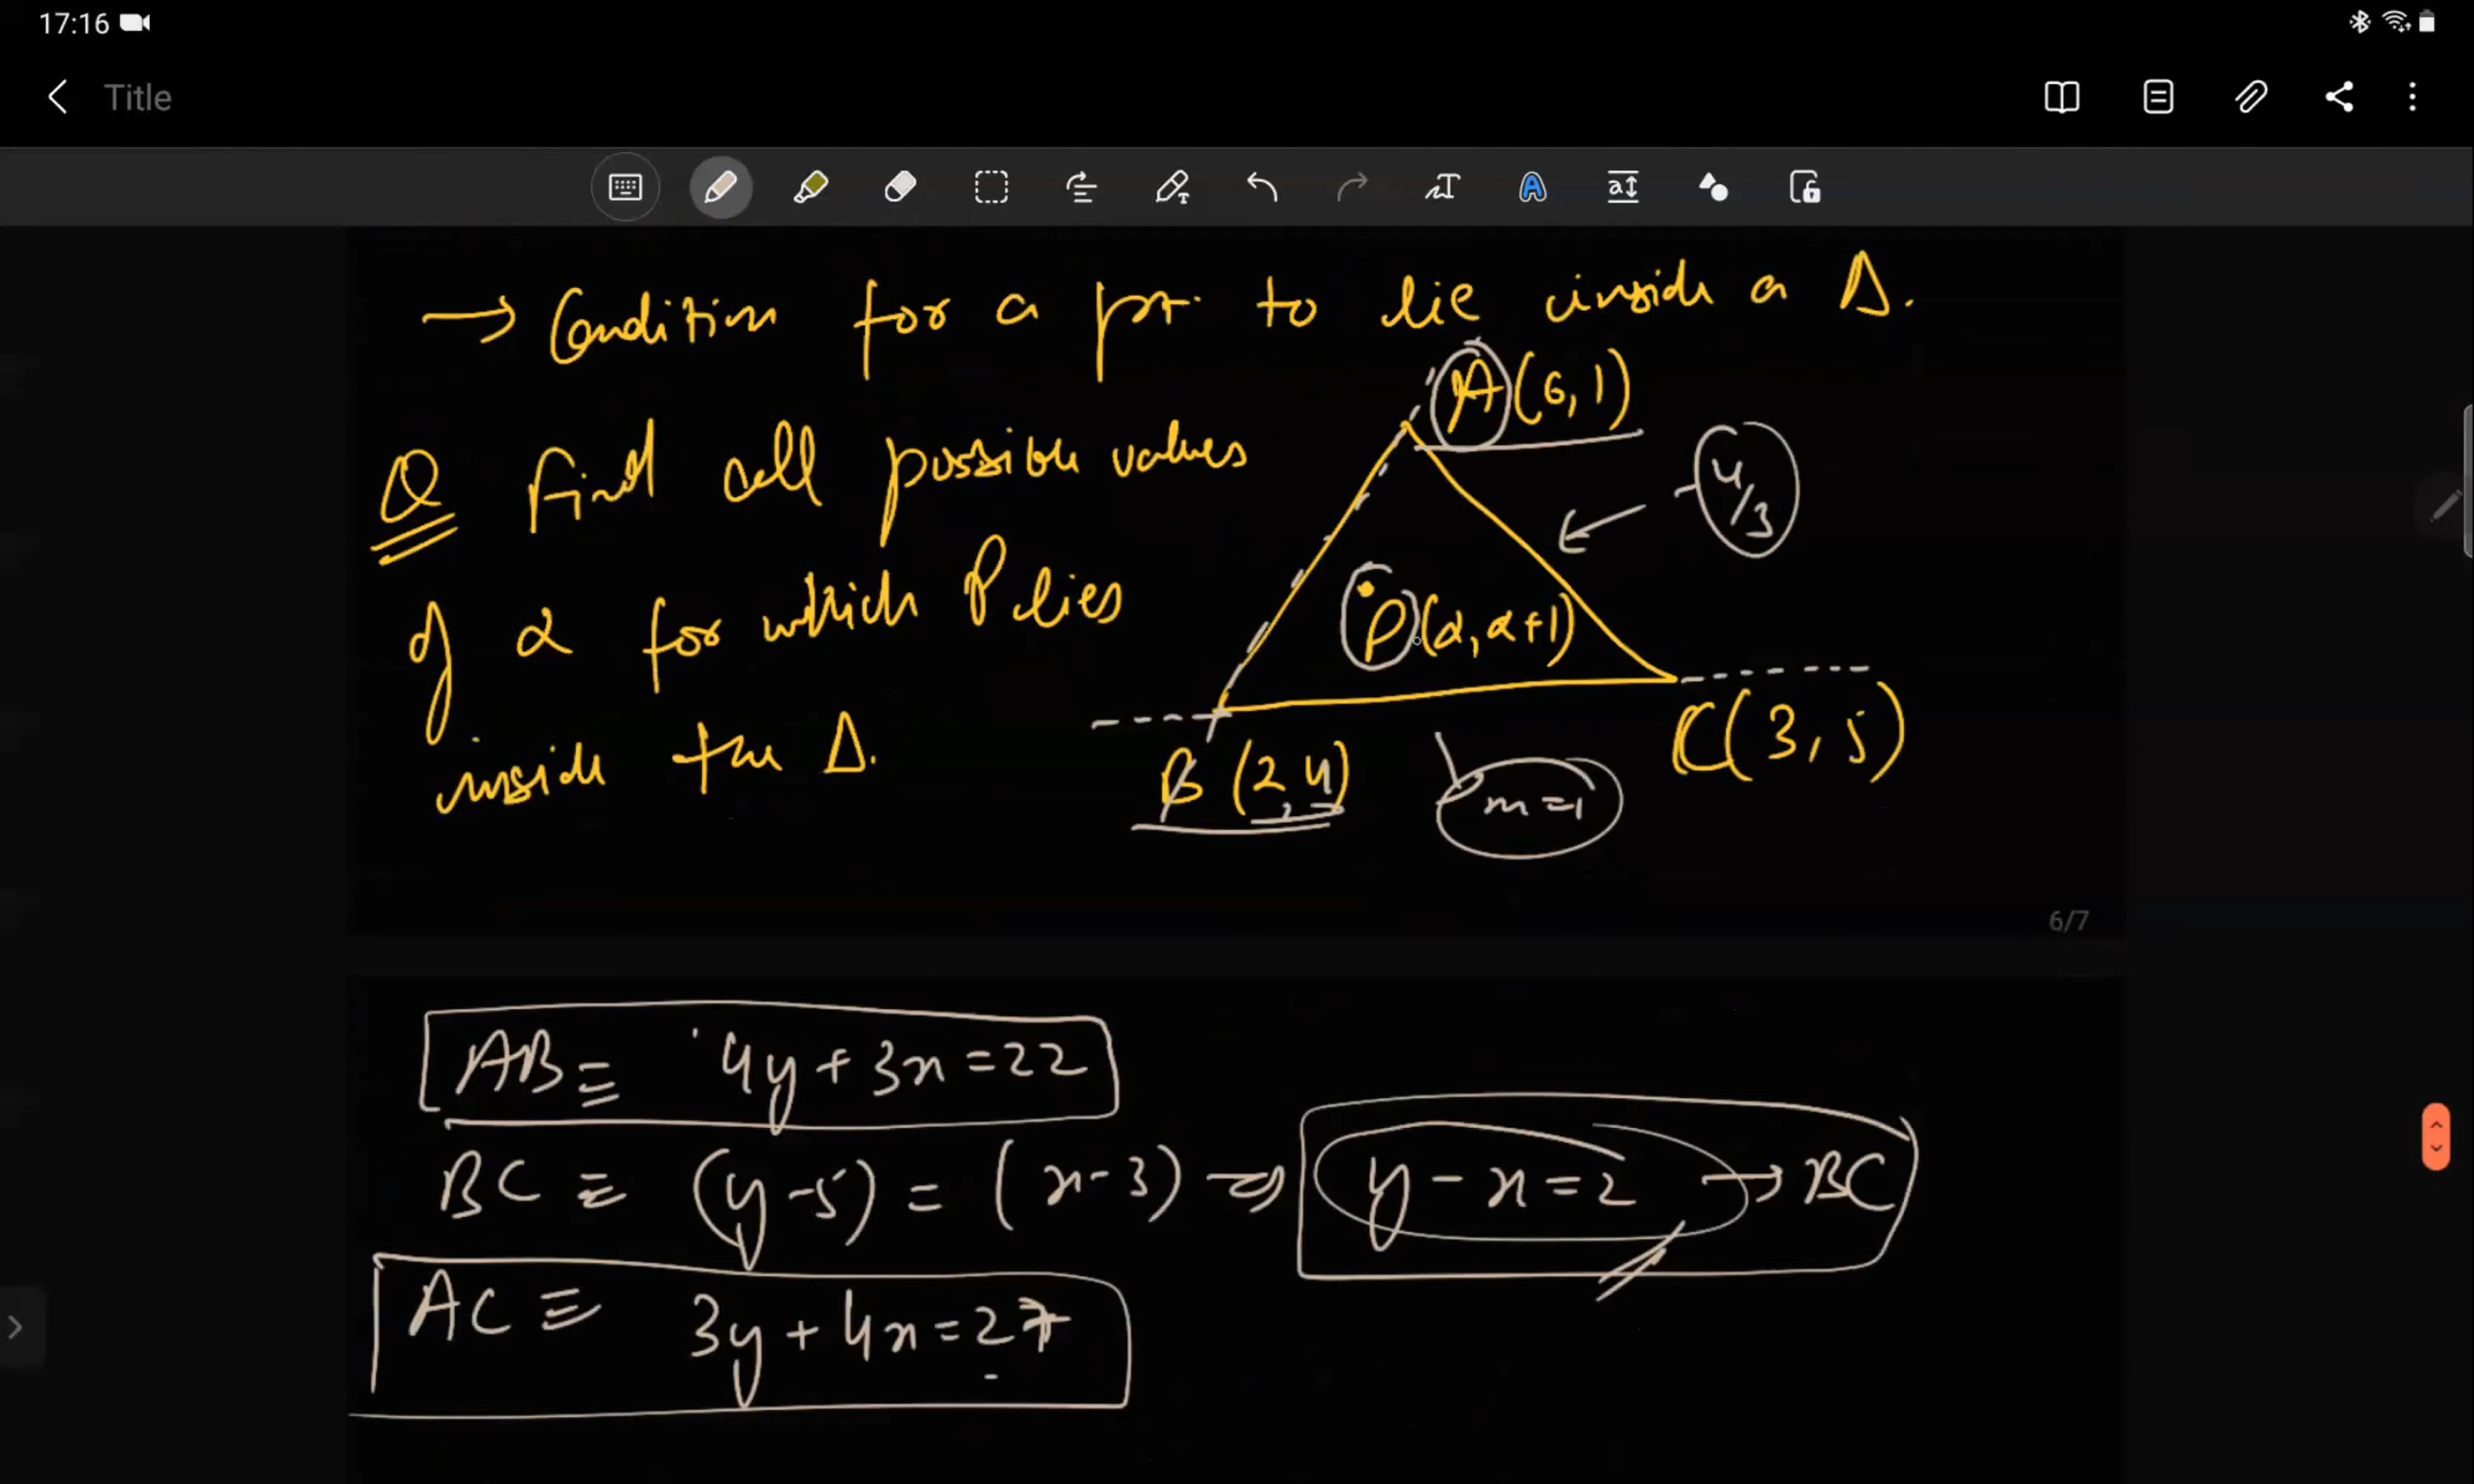 17:16
Title
→ Condition for a pt. to lie inside a Δ.
A(6,1)
Q Find all possible values
-4/3
of α for which P lies
P(α, α+1)
inside the Δ.
C(3,5)
B(2,4)
m=1
6/7
AB ≡ 4y+3x=22
BC ≡ (y-5) = (x-3) ⇒ y-x=2 → BC
AC ≡ 3y+4x=27